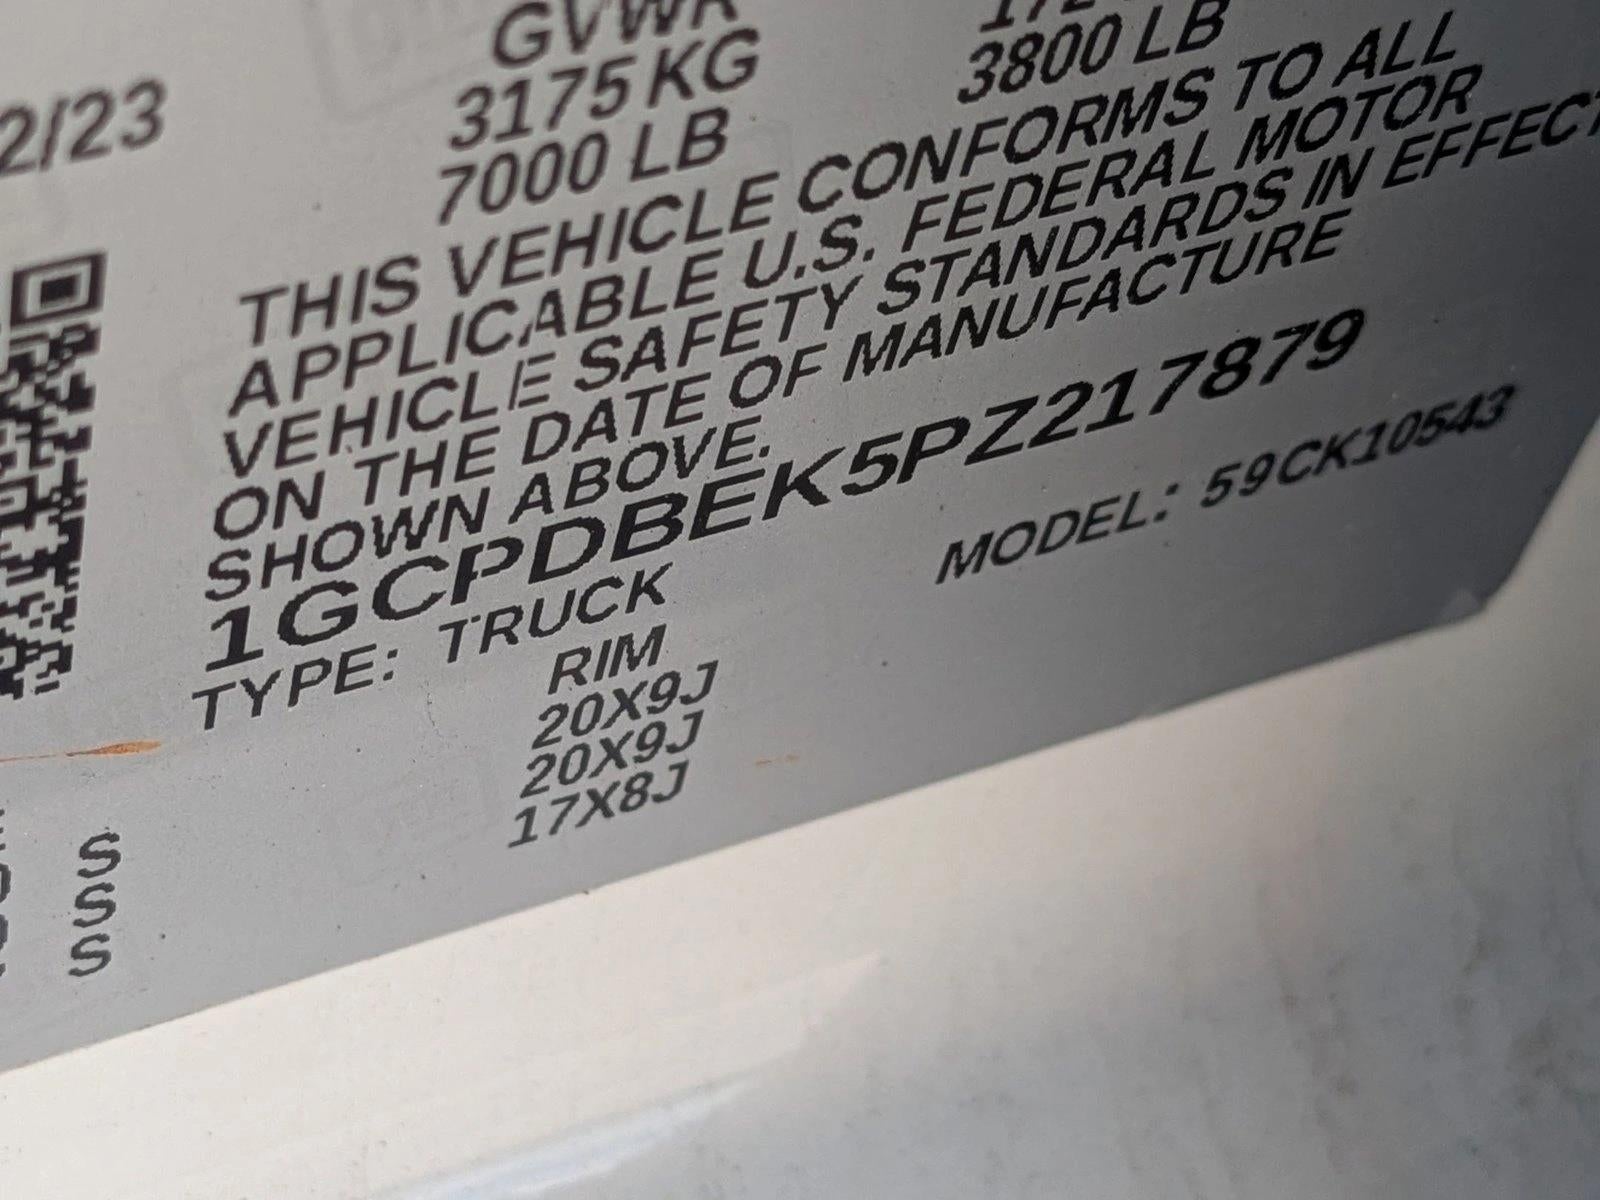 2/23
GVWR
3175 KG
3800 LB
7000 LB
THIS VEHICLE CONFORMS TO ALL
APPLICABLE U.S. FEDERAL MOTOR
VEHICLE SAFETY STANDARDS IN EFFECT
ON THE DATE OF MANUFACTURE
SHOWN ABOVE.
1GCPDBEK5PZ217879
TYPE: TRUCK MODEL: 59CK10543
RIM
20X9J
S 20X9J
S 17X8J
S